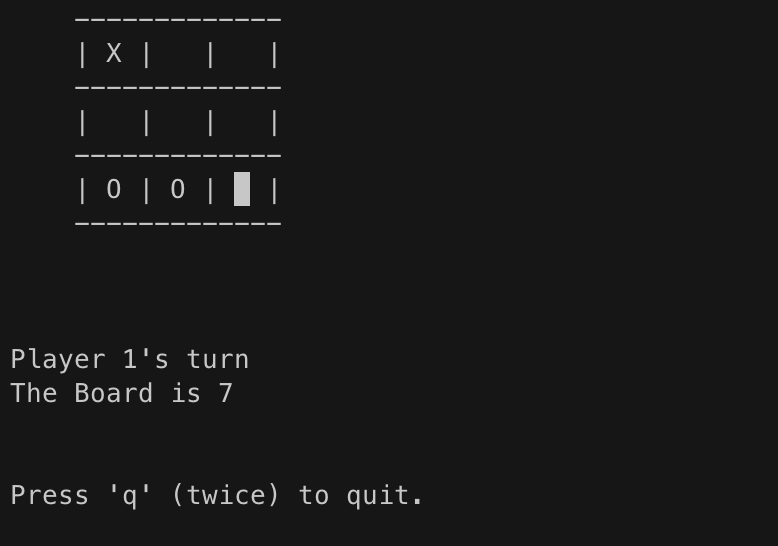 -------------
| X |   |   |
-------------
|   |   |   |
-------------
| O | O |   |
-------------
Player 1's turn
The Board is 7
Press 'q' (twice) to quit.